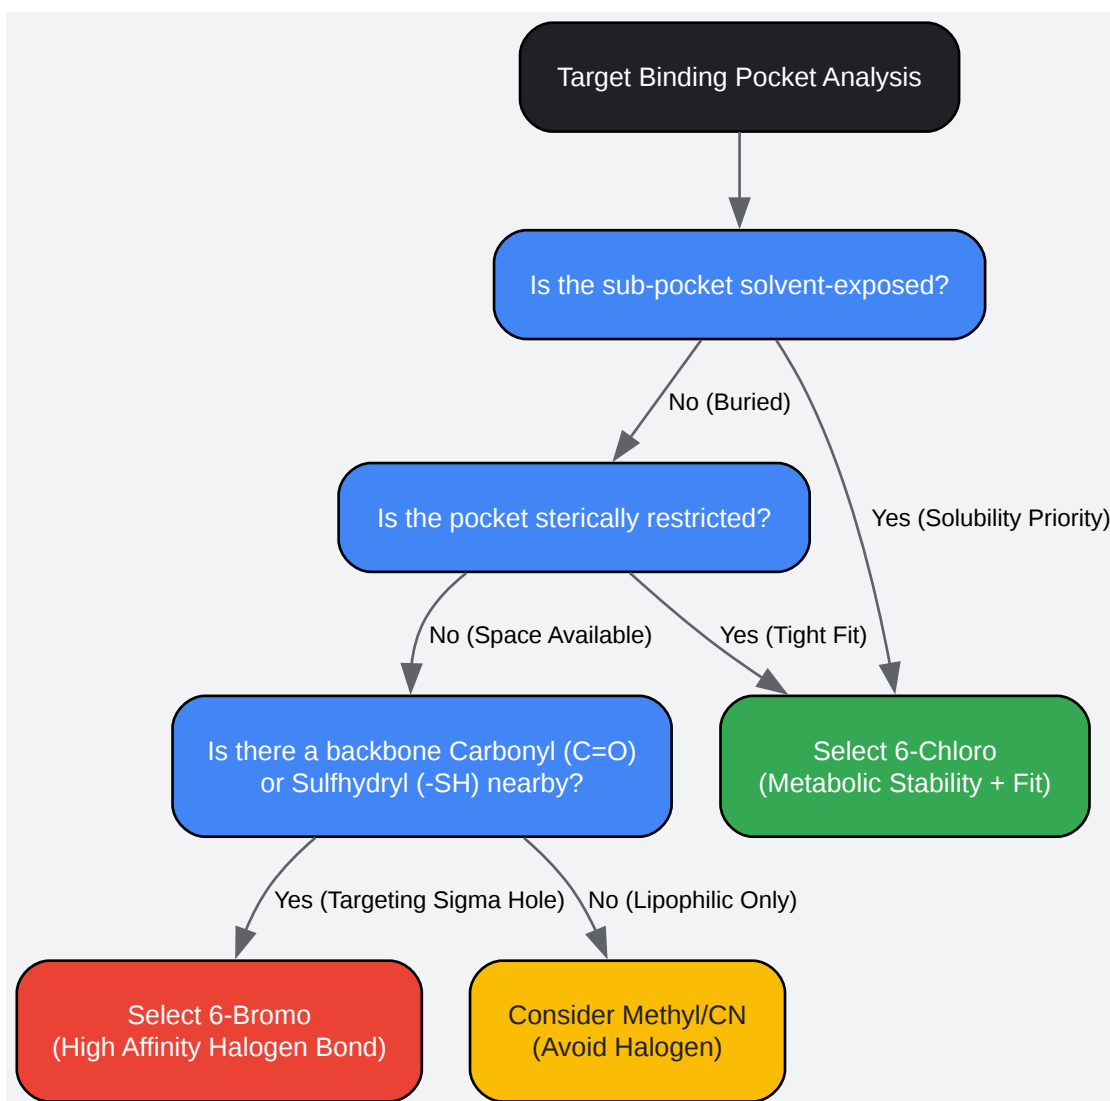 Target Binding Pocket Analysis
Is the sub-pocket solvent-exposed?
No (Buried)
Is the pocket sterically restricted?
Yes (Solubility Priority)
No (Space Available)
Yes (Tight Fit)
Is there a backbone Carbonyl (C=O)
or Sulfhydryl (-SH) nearby?
Select 6-Chloro
(Metabolic Stability + Fit)
Yes (Targeting Sigma Hole)
No (Lipophilic Only)
Select 6-Bromo
(High Affinity Halogen Bond)
Consider Methyl/CN
(Avoid Halogen)